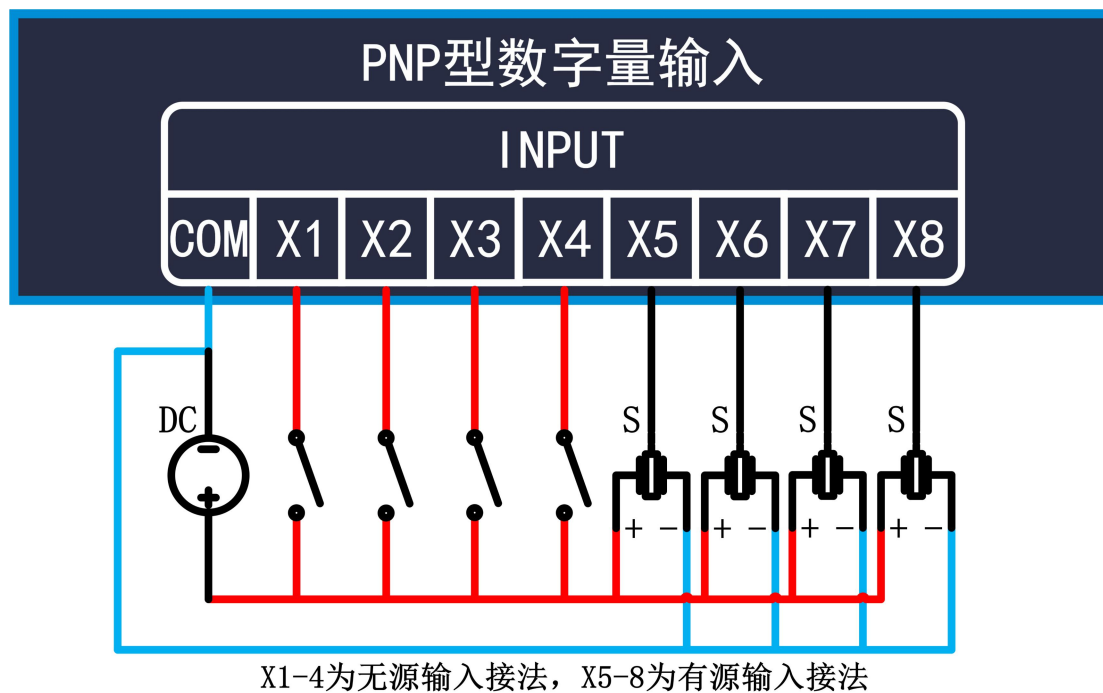 PNP型数字量输入
INPUT
COM X1 X2 X3 X4 X5 X6 X7 X8
DC S S S S
+ - + - + - + -
X1-4为无源输入接法，X5-8为有源输入接法